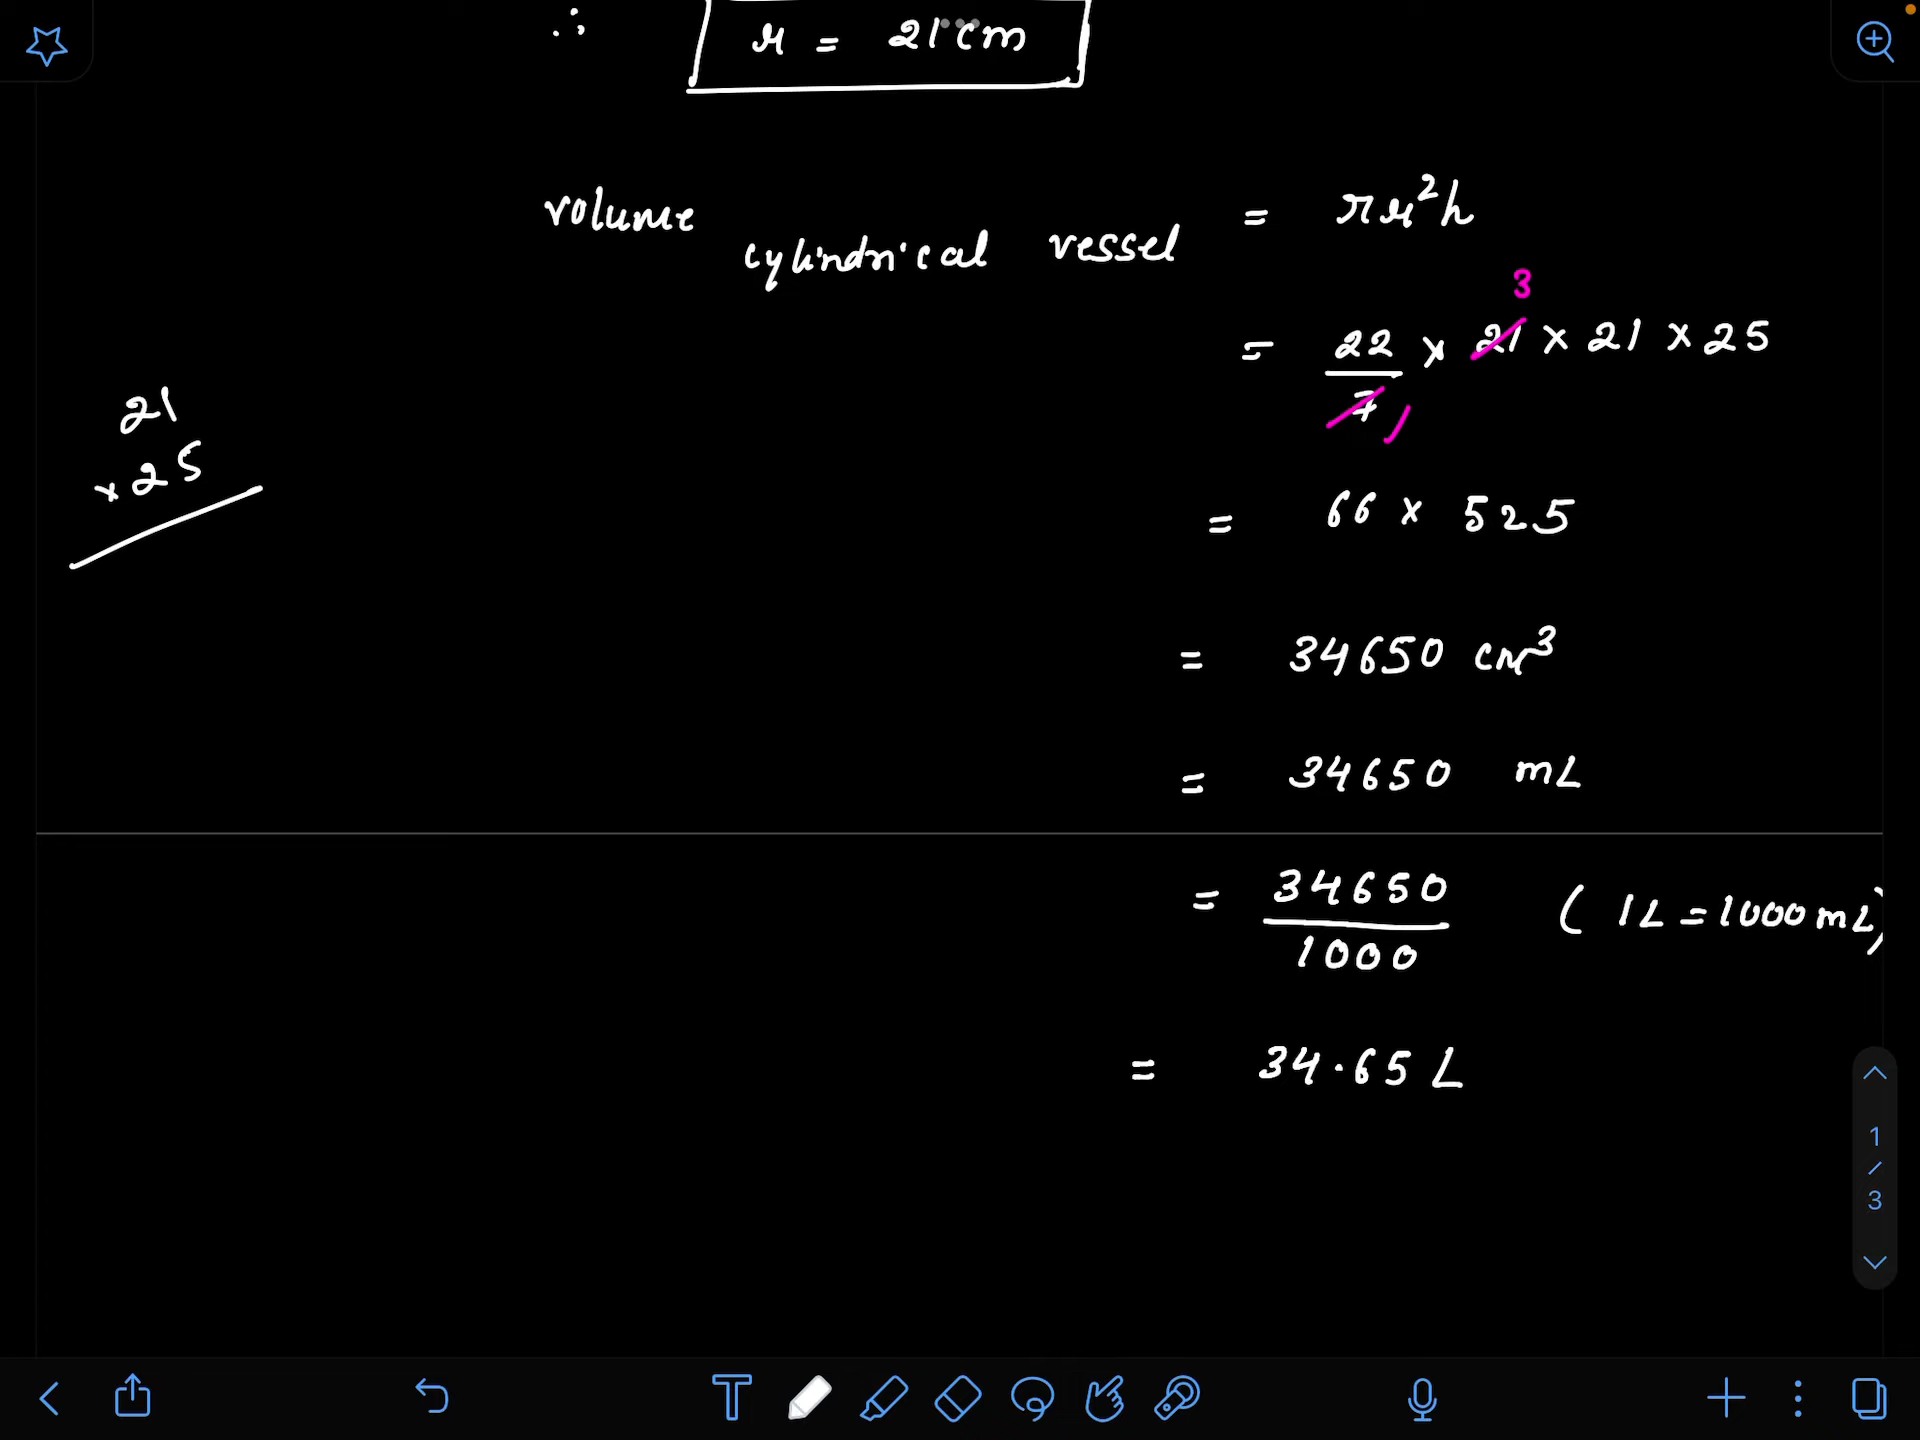 ∴ r = 21 cm
volume cylindrical vessel = πr²h
3
= 22/7 × 21 × 21 × 25
1
21
× 25
= 66 × 525
= 34650 cm³
= 34650 mL
= 34650/1000 ( 1L = 1000 mL)
= 34.65 L
1
/
3
T